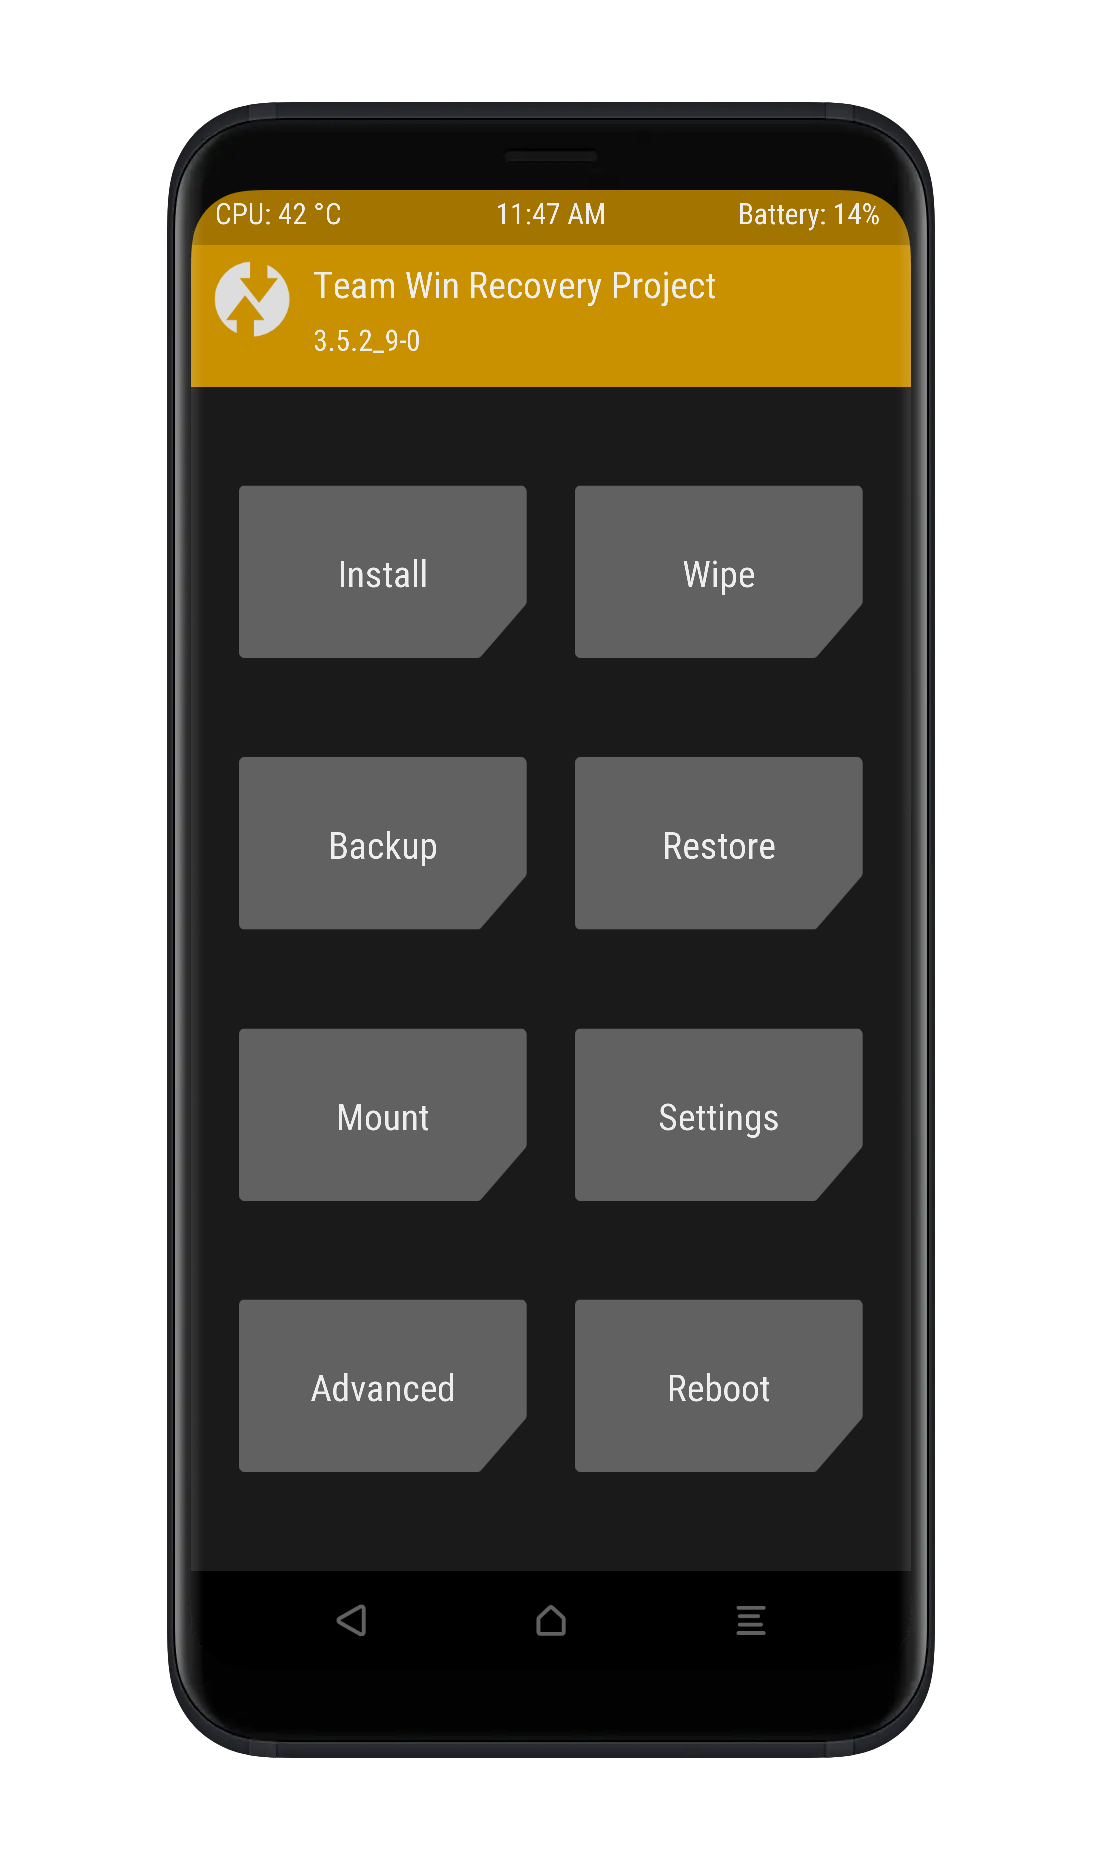 CPU: 42 °C 11:47 AM Battery: 14%
Team Win Recovery Project
3.5.2_9-0
Install Wipe
Backup Restore
Mount Settings
Advanced Reboot